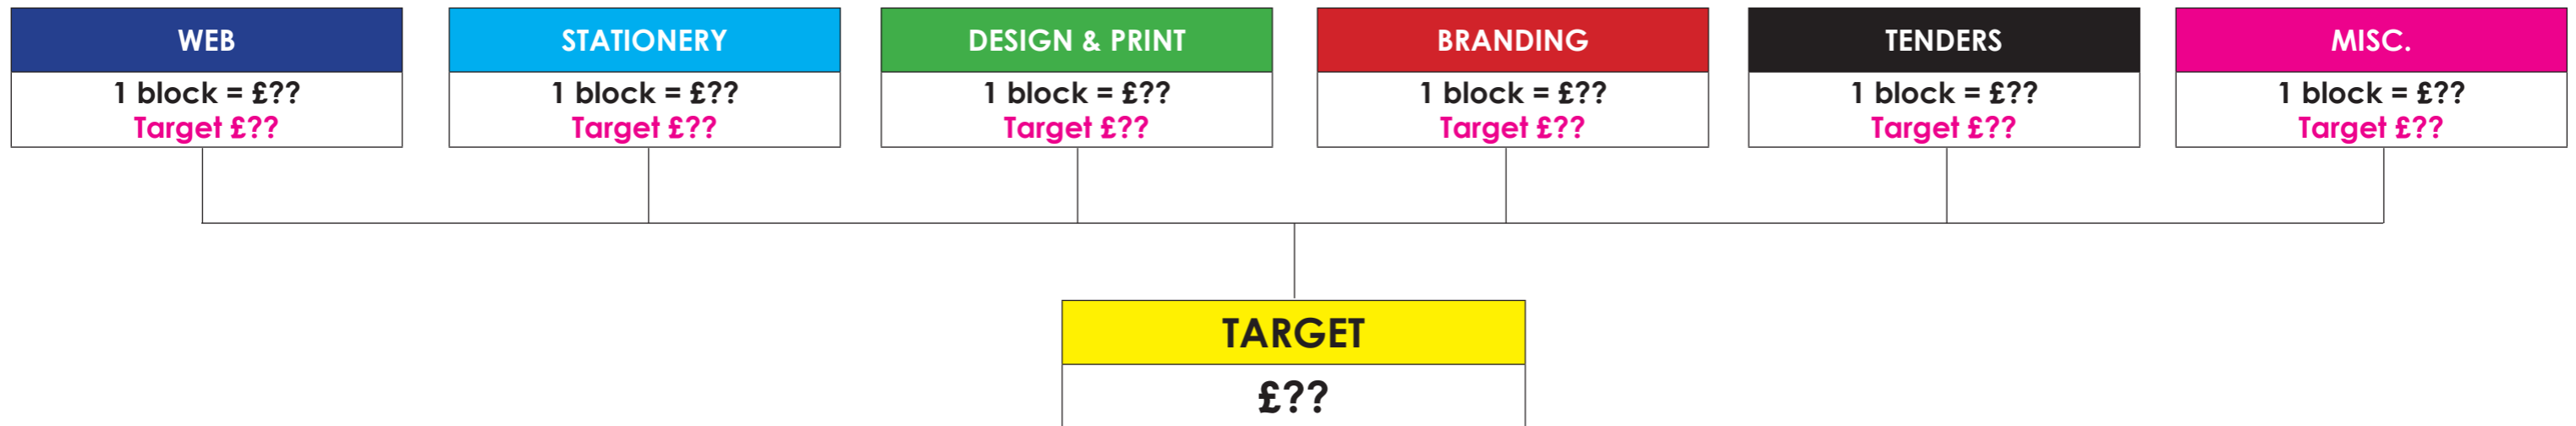 WEB
1 block = £??
Target £??
STATIONERY
1 block = £??
Target £??
DESIGN & PRINT
1 block = £??
Target £??
BRANDING
1 block = £??
Target £??
TENDERS
1 block = £??
Target £??
MISC.
1 block = £??
Target £??
TARGET
£??